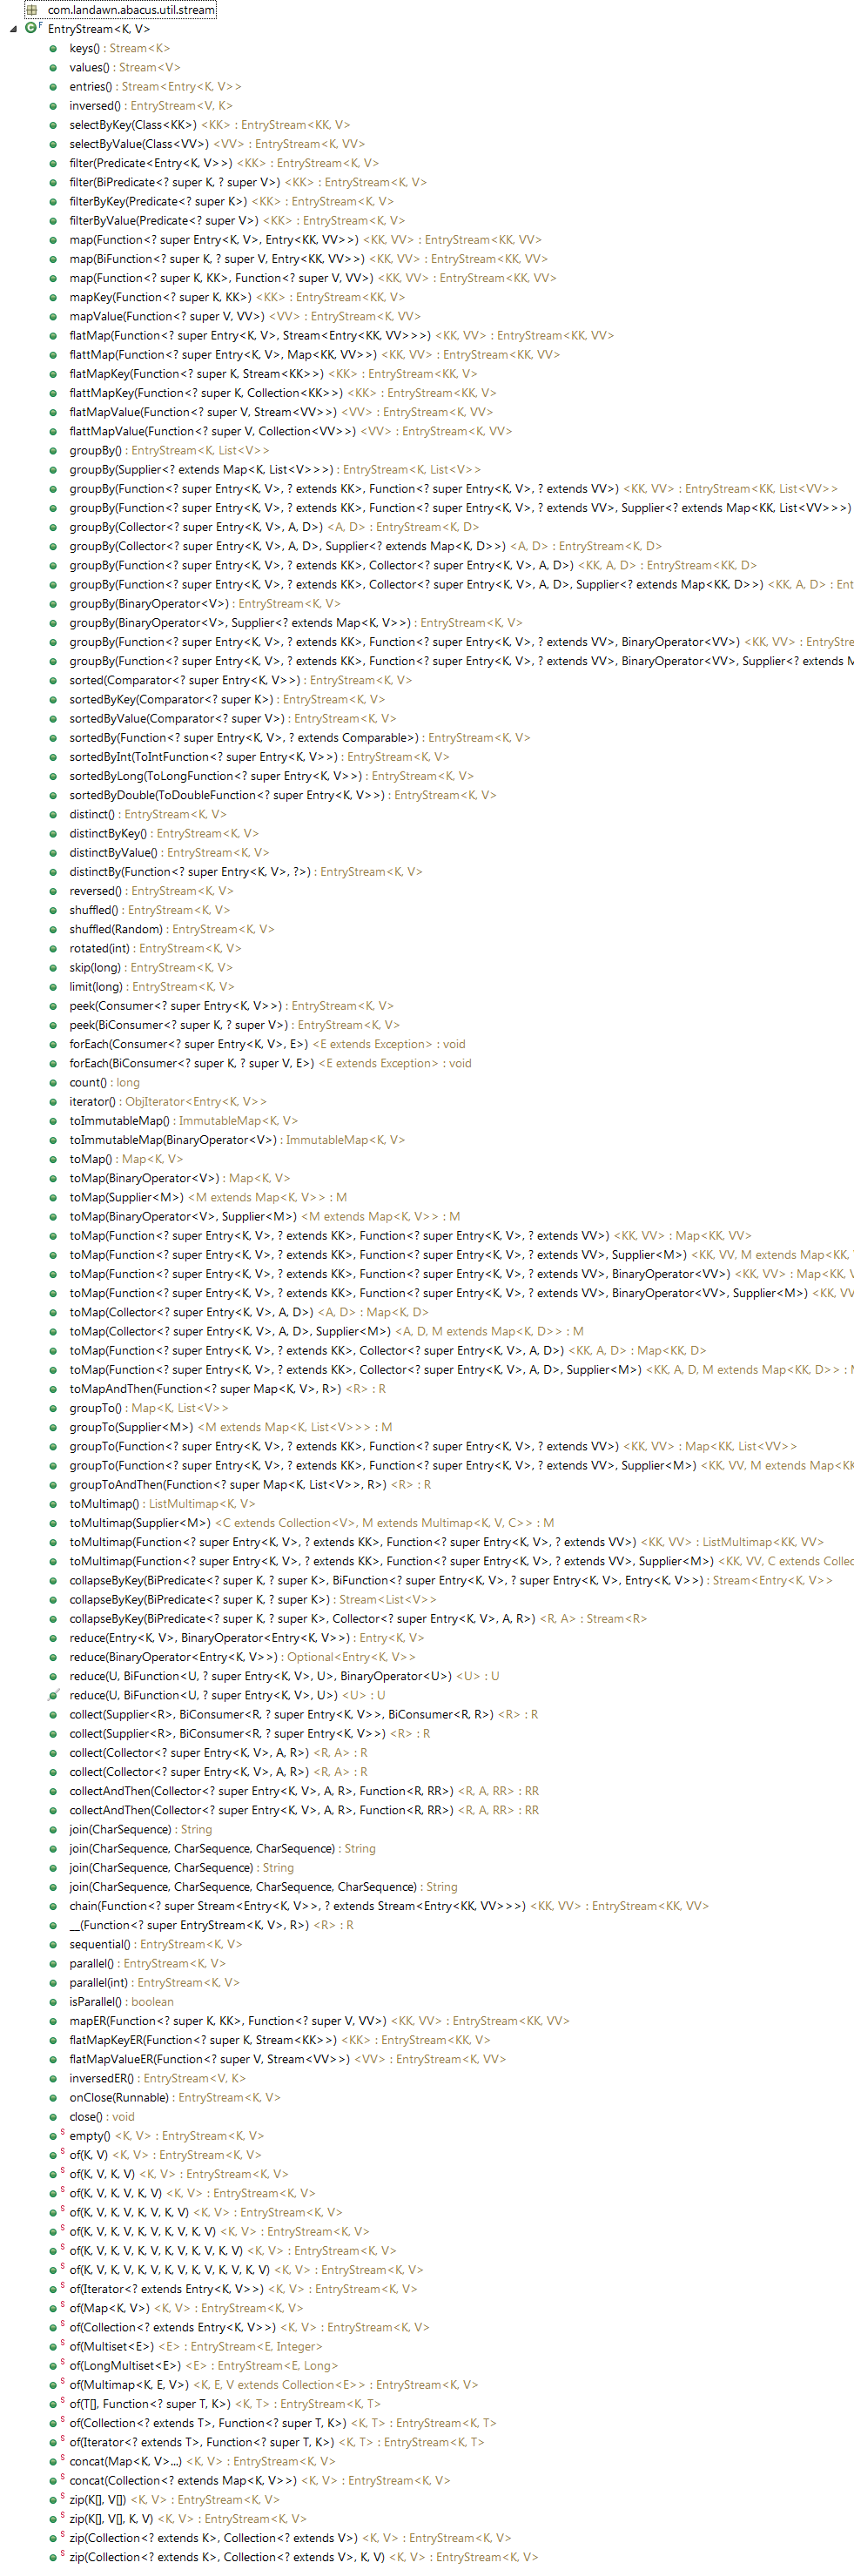 com.landawn.abacus.util.stream
EntryStream<K, V>
keys() : Stream<K>
values() : Stream<V>
entries() : Stream<Entry<K, V>>
inversed() : EntryStream<V, K>
selectByKey(Class<KK>) <KK> : EntryStream<KK, V>
selectByValue(Class<VV>) <VV> : EntryStream<K, VV>
filter(Predicate<Entry<K, V>>) <KK> : EntryStream<K, V>
filter(BiPredicate<? super K, ? super V>) <KK> : EntryStream<K, V>
filterByKey(Predicate<? super K>) <KK> : EntryStream<K, V>
filterByValue(Predicate<? super V>) <KK> : EntryStream<K, V>
map(Function<? super Entry<K, V>, Entry<KK, VV>>) <KK, VV> : EntryStream<KK, VV>
map(BiFunction<? super K, ? super V, Entry<KK, VV>>) <KK, VV> : EntryStream<KK, VV>
map(Function<? super K, KK>, Function<? super V, VV>) <KK, VV> : EntryStream<KK, VV>
mapKey(Function<? super K, KK>) <KK> : EntryStream<KK, V>
mapValue(Function<? super V, VV>) <VV> : EntryStream<K, VV>
flatMap(Function<? super Entry<K, V>, Stream<Entry<KK, VV>>>) <KK, VV> : EntryStream<KK, VV>
flattMap(Function<? super Entry<K, V>, Map<KK, VV>>) <KK, VV> : EntryStream<KK, VV>
flatMapKey(Function<? super K, Stream<KK>>) <KK> : EntryStream<KK, V>
flattMapKey(Function<? super K, Collection<KK>>) <KK> : EntryStream<KK, V>
flatMapValue(Function<? super V, Stream<VV>>) <VV> : EntryStream<K, VV>
flattMapValue(Function<? super V, Collection<VV>>) <VV> : EntryStream<K, VV>
groupBy() : EntryStream<K, List<V>>
groupBy(Supplier<? extends Map<K, List<V>>>) : EntryStream<K, List<V>>
groupBy(Function<? super Entry<K, V>, ? extends KK>, Function<? super Entry<K, V>, ? extends VV>) <KK, VV> : EntryStream<KK, List<VV>>
groupBy(Function<? super Entry<K, V>, ? extends KK>, Function<? super Entry<K, V>, ? extends VV>, Supplier<? extends Map<KK, List<VV>>>)
groupBy(Collector<? super Entry<K, V>, A, D>) <A, D> : EntryStream<K, D>
groupBy(Collector<? super Entry<K, V>, A, D>, Supplier<? extends Map<K, D>>) <A, D> : EntryStream<K, D>
groupBy(Function<? super Entry<K, V>, ? extends KK>, Collector<? super Entry<K, V>, A, D>) <KK, A, D> : EntryStream<KK, D>
groupBy(Function<? super Entry<K, V>, ? extends KK>, Collector<? super Entry<K, V>, A, D>, Supplier<? extends Map<KK, D>>) <KK, A, D> : Ent
groupBy(BinaryOperator<V>) : EntryStream<K, V>
groupBy(BinaryOperator<V>, Supplier<? extends Map<K, V>>) : EntryStream<K, V>
groupBy(Function<? super Entry<K, V>, ? extends KK>, Function<? super Entry<K, V>, ? extends VV>, BinaryOperator<VV>) <KK, VV> : EntryStre
groupBy(Function<? super Entry<K, V>, ? extends KK>, Function<? super Entry<K, V>, ? extends VV>, BinaryOperator<VV>, Supplier<? extends M
sorted(Comparator<? super Entry<K, V>>) : EntryStream<K, V>
sortedByKey(Comparator<? super K>) : EntryStream<K, V>
sortedByValue(Comparator<? super V>) : EntryStream<K, V>
sortedBy(Function<? super Entry<K, V>, ? extends Comparable>) : EntryStream<K, V>
sortedByInt(ToIntFunction<? super Entry<K, V>>) : EntryStream<K, V>
sortedByLong(ToLongFunction<? super Entry<K, V>>) : EntryStream<K, V>
sortedByDouble(ToDoubleFunction<? super Entry<K, V>>) : EntryStream<K, V>
distinct() : EntryStream<K, V>
distinctByKey() : EntryStream<K, V>
distinctByValue() : EntryStream<K, V>
distinctBy(Function<? super Entry<K, V>, ?>) : EntryStream<K, V>
reversed() : EntryStream<K, V>
shuffled() : EntryStream<K, V>
shuffled(Random) : EntryStream<K, V>
rotated(int) : EntryStream<K, V>
skip(long) : EntryStream<K, V>
limit(long) : EntryStream<K, V>
peek(Consumer<? super Entry<K, V>>) : EntryStream<K, V>
peek(BiConsumer<? super K, ? super V>) : EntryStream<K, V>
forEach(Consumer<? super Entry<K, V>, E>) <E extends Exception> : void
forEach(BiConsumer<? super K, ? super V, E>) <E extends Exception> : void
count() : long
iterator() : ObjIterator<Entry<K, V>>
toImmutableMap() : ImmutableMap<K, V>
toImmutableMap(BinaryOperator<V>) : ImmutableMap<K, V>
toMap() : Map<K, V>
toMap(BinaryOperator<V>) : Map<K, V>
toMap(Supplier<M>) <M extends Map<K, V>> : M
toMap(BinaryOperator<V>, Supplier<M>) <M extends Map<K, V>> : M
toMap(Function<? super Entry<K, V>, ? extends KK>, Function<? super Entry<K, V>, ? extends VV>) <KK, VV> : Map<KK, VV>
toMap(Function<? super Entry<K, V>, ? extends KK>, Function<? super Entry<K, V>, ? extends VV>, Supplier<M>) <KK, VV, M extends Map<KK,
toMap(Function<? super Entry<K, V>, ? extends KK>, Function<? super Entry<K, V>, ? extends VV>, BinaryOperator<VV>) <KK, VV> : Map<KK, V
toMap(Function<? super Entry<K, V>, ? extends KK>, Function<? super Entry<K, V>, ? extends VV>, BinaryOperator<VV>, Supplier<M>) <KK, VV
toMap(Collector<? super Entry<K, V>, A, D>) <A, D> : Map<K, D>
toMap(Collector<? super Entry<K, V>, A, D>, Supplier<M>) <A, D, M extends Map<K, D>> : M
toMap(Function<? super Entry<K, V>, ? extends KK>, Collector<? super Entry<K, V>, A, D>) <KK, A, D> : Map<KK, D>
toMap(Function<? super Entry<K, V>, ? extends KK>, Collector<? super Entry<K, V>, A, D>, Supplier<M>) <KK, A, D, M extends Map<KK, D>> : M
toMapAndThen(Function<? super Map<K, V>, R>) <R> : R
groupTo() : Map<K, List<V>>
groupTo(Supplier<M>) <M extends Map<K, List<V>>> : M
groupTo(Function<? super Entry<K, V>, ? extends KK>, Function<? super Entry<K, V>, ? extends VV>) <KK, VV> : Map<KK, List<VV>>
groupTo(Function<? super Entry<K, V>, ? extends KK>, Function<? super Entry<K, V>, ? extends VV>, Supplier<M>) <KK, VV, M extends Map<KK
groupToAndThen(Function<? super Map<K, List<V>>, R>) <R> : R
toMultimap() : ListMultimap<K, V>
toMultimap(Supplier<M>) <C extends Collection<V>, M extends Multimap<K, V, C>> : M
toMultimap(Function<? super Entry<K, V>, ? extends KK>, Function<? super Entry<K, V>, ? extends VV>) <KK, VV> : ListMultimap<KK, VV>
toMultimap(Function<? super Entry<K, V>, ? extends KK>, Function<? super Entry<K, V>, ? extends VV>, Supplier<M>) <KK, VV, C extends Collec
collapseByKey(BiPredicate<? super K, ? super K>, BiFunction<? super Entry<K, V>, ? super Entry<K, V>, Entry<K, V>>) : Stream<Entry<K, V>>
collapseByKey(BiPredicate<? super K, ? super K>) : Stream<List<V>>
collapseByKey(BiPredicate<? super K, ? super K>, Collector<? super Entry<K, V>, A, R>) <R, A> : Stream<R>
reduce(Entry<K, V>, BinaryOperator<Entry<K, V>>) : Entry<K, V>
reduce(BinaryOperator<Entry<K, V>>) : Optional<Entry<K, V>>
reduce(U, BiFunction<U, ? super Entry<K, V>, U>, BinaryOperator<U>) <U> : U
reduce(U, BiFunction<U, ? super Entry<K, V>, U>) <U> : U
collect(Supplier<R>, BiConsumer<R, ? super Entry<K, V>>, BiConsumer<R, R>) <R> : R
collect(Supplier<R>, BiConsumer<R, ? super Entry<K, V>>) <R> : R
collect(Collector<? super Entry<K, V>, A, R>) <R, A> : R
collect(Collector<? super Entry<K, V>, A, R>) <R, A> : R
collectAndThen(Collector<? super Entry<K, V>, A, R>, Function<R, RR>) <R, A, RR> : RR
collectAndThen(Collector<? super Entry<K, V>, A, R>, Function<R, RR>) <R, A, RR> : RR
join(CharSequence) : String
join(CharSequence, CharSequence, CharSequence) : String
join(CharSequence, CharSequence) : String
join(CharSequence, CharSequence, CharSequence, CharSequence) : String
chain(Function<? super Stream<Entry<K, V>>, ? extends Stream<Entry<KK, VV>>>) <KK, VV> : EntryStream<KK, VV>
__(Function<? super EntryStream<K, V>, R>) <R> : R
sequential() : EntryStream<K, V>
parallel() : EntryStream<K, V>
parallel(int) : EntryStream<K, V>
isParallel() : boolean
mapER(Function<? super K, KK>, Function<? super V, VV>) <KK, VV> : EntryStream<KK, VV>
flatMapKeyER(Function<? super K, Stream<KK>>) <KK> : EntryStream<KK, V>
flatMapValueER(Function<? super V, Stream<VV>>) <VV> : EntryStream<K, VV>
inversedER() : EntryStream<V, K>
onClose(Runnable) : EntryStream<K, V>
close() : void
empty() <K, V> : EntryStream<K, V>
of(K, V) <K, V> : EntryStream<K, V>
of(K, V, K, V) <K, V> : EntryStream<K, V>
of(K, V, K, V, K, V) <K, V> : EntryStream<K, V>
of(K, V, K, V, K, V, K, V) <K, V> : EntryStream<K, V>
of(K, V, K, V, K, V, K, V, K, V) <K, V> : EntryStream<K, V>
of(K, V, K, V, K, V, K, V, K, V, K, V) <K, V> : EntryStream<K, V>
of(K, V, K, V, K, V, K, V, K, V, K, V, K, V) <K, V> : EntryStream<K, V>
of(Iterator<? extends Entry<K, V>>) <K, V> : EntryStream<K, V>
of(Map<K, V>) <K, V> : EntryStream<K, V>
of(Collection<? extends Entry<K, V>>) <K, V> : EntryStream<K, V>
of(Multiset<E>) <E> : EntryStream<E, Integer>
of(LongMultiset<E>) <E> : EntryStream<E, Long>
of(Multimap<K, E, V>) <K, E, V extends Collection<E>> : EntryStream<K, V>
of(T[], Function<? super T, K>) <K, T> : EntryStream<K, T>
of(Collection<? extends T>, Function<? super T, K>) <K, T> : EntryStream<K, T>
of(Iterator<? extends T>, Function<? super T, K>) <K, T> : EntryStream<K, T>
concat(Map<K, V>...) <K, V> : EntryStream<K, V>
concat(Collection<? extends Map<K, V>>) <K, V> : EntryStream<K, V>
zip(K[], V[]) <K, V> : EntryStream<K, V>
zip(K[], V[], K, V) <K, V> : EntryStream<K, V>
zip(Collection<? extends K>, Collection<? extends V>) <K, V> : EntryStream<K, V>
zip(Collection<? extends K>, Collection<? extends V>, K, V) <K, V> : EntryStream<K, V>